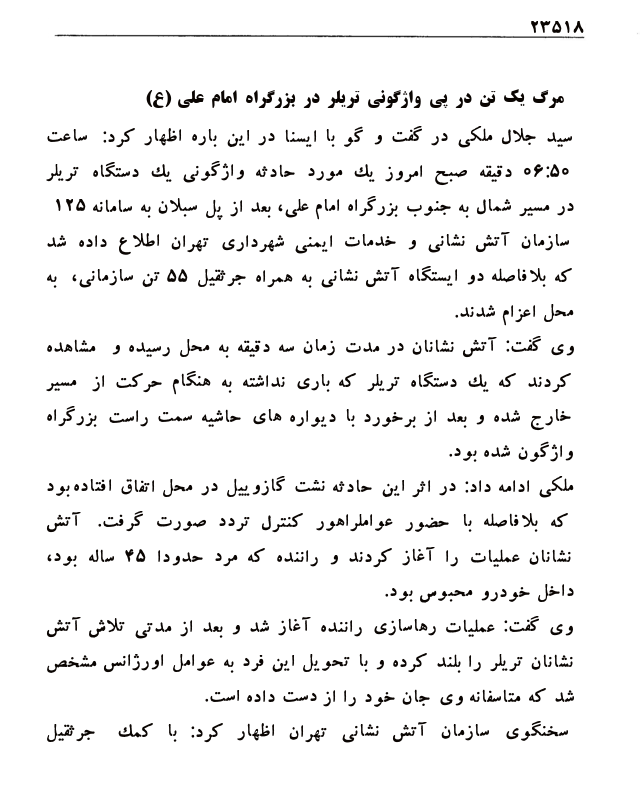 ۲۳۵۱۸
مرگ یک تن در پی واژگونی تریلر در بزرگراه امام علی (ع)
سید جلال ملکی در گفت و گو با ایسنا در این باره اظهار کرد: ساعت
۰۶:۵۰ دقیقه صبح امروز یك مورد حادثه واژگونی یك دستگاه تریلر
در مسیر شمال به جنوب بزرگراه امام علی، بعد از پل سبلان به سامانه ۱۲۵
سازمان آتش نشانی و خدمات ایمنی شهرداری تهران اطلاع داده شد
که بلافاصله دو ایستگاه آتش نشانی به همراه جرثقیل ۵۵ تن سازمانی، به
محل اعزام شدند.
وی گفت: آتش نشانان در مدت زمان سه دقیقه به محل رسیده و مشاهده
کردند که یك دستگاه تریلر که باری نداشته به هنگام حرکت از مسیر
خارج شده و بعد از برخورد با دیواره های حاشیه سمت راست بزرگراه
واژگون شده بود.
ملکی ادامه داد: در اثر این حادثه نشت گازوییل در محل اتفاق افتاده بود
که بلافاصله با حضور عواملراهور کنترل تردد صورت گرفت. آتش
نشانان عملیات را آغاز کردند و راننده که مرد حدودا ۴۵ ساله بود،
داخل خودرو محبوس بود.
وی گفت: عملیات رهاسازی راننده آغاز شد و بعد از مدتی تلاش آتش
نشانان تریلر را بلند کرده و با تحویل این فرد به عوامل اورژانس مشخص
شد که متاسفانه وی جان خود را از دست داده است.
سخنگوی سازمان آتش نشانی تهران اظهار کرد: با کمك جرثقیل